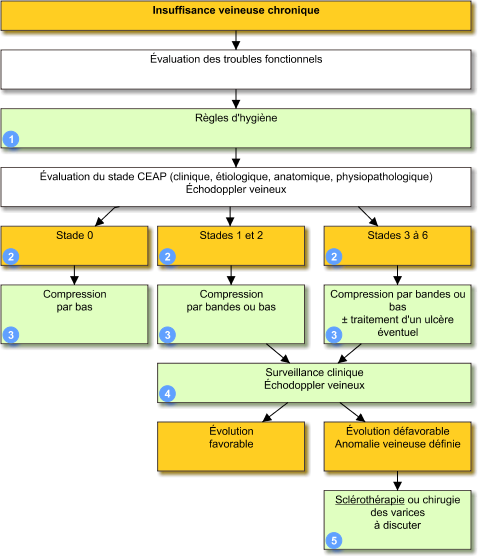 Insuffisance veineuse chronique
Évaluation des troubles fonctionnels
Règles d'hygiène
1
Évaluation du stade CEAP (clinique, étiologique, anatomique, physiopathologique)
Échodoppler veineux
Stade 0
2
Stades 1 et 2
2
Stades 3 à 6
2
Compression
par bas
3
Compression
par bandes ou bas
3
Compression par bandes ou
bas
± traitement d'un ulcère
éventuel
3
Surveillance clinique
Échodoppler veineux
4
Évolution
favorable
Évolution défavorable
Anomalie veineuse définie
Sclérothérapie ou chirugie
des varices
à discuter
5